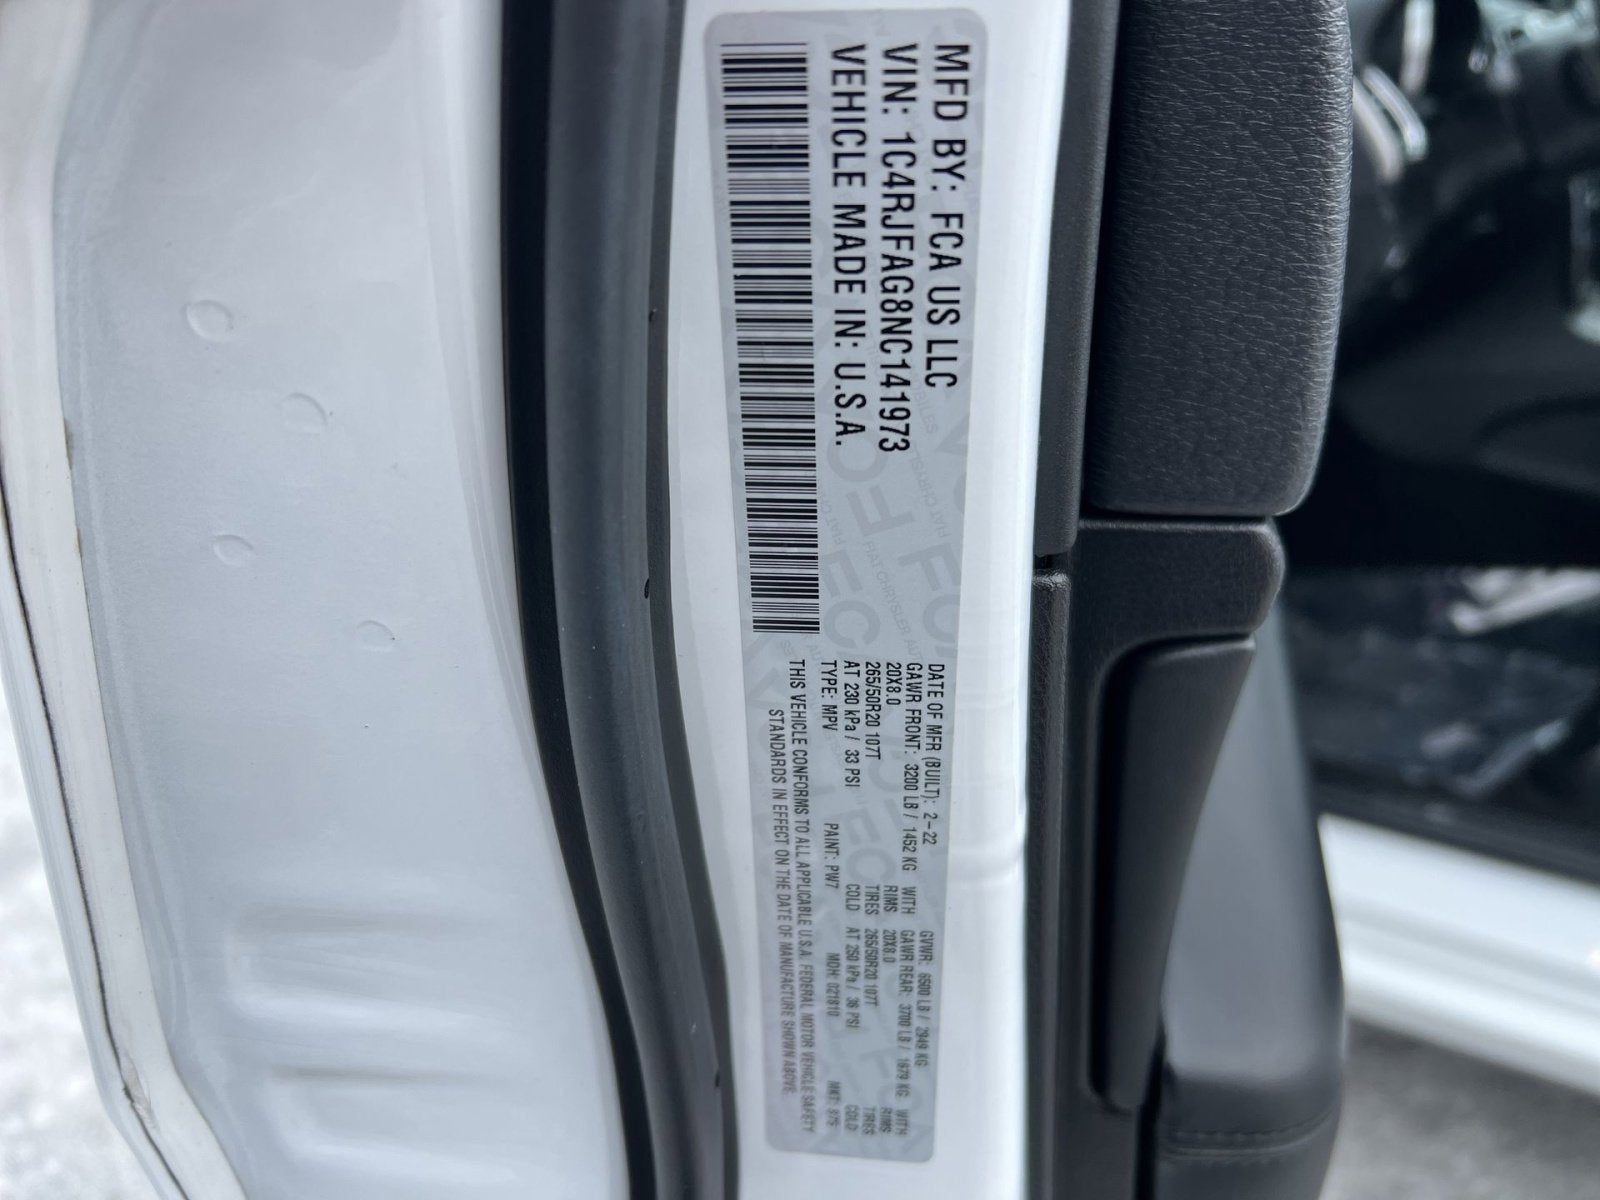 MFD BY: FCA US LLC
VIN: 1C4RJFAG8NC141973
VEHICLE MADE IN: U.S.A.
DATE OF MFR (BUILT): 2-22 GVWR: 6500 LB / 2949 KG
GAWR FRONT: 3200 LB / 1452 KG WITH GAWR REAR: 3700 LB / 1679 KG WITH
20X8.0 RIMS 20X8.0 RIMS
265/50R20 107T TIRES 265/50R20 107T TIRES
AT 230 kPa / 33 PSI COLD AT 250 kPa / 36 PSI COLD
TYPE: MPV PAINT: PW7 MDH: 021810 MKT: 975
THIS VEHICLE CONFORMS TO ALL APPLICABLE U.S.A. FEDERAL MOTOR VEHICLE SAFETY
STANDARDS IN EFFECT ON THE DATE OF MANUFACTURE SHOWN ABOVE.